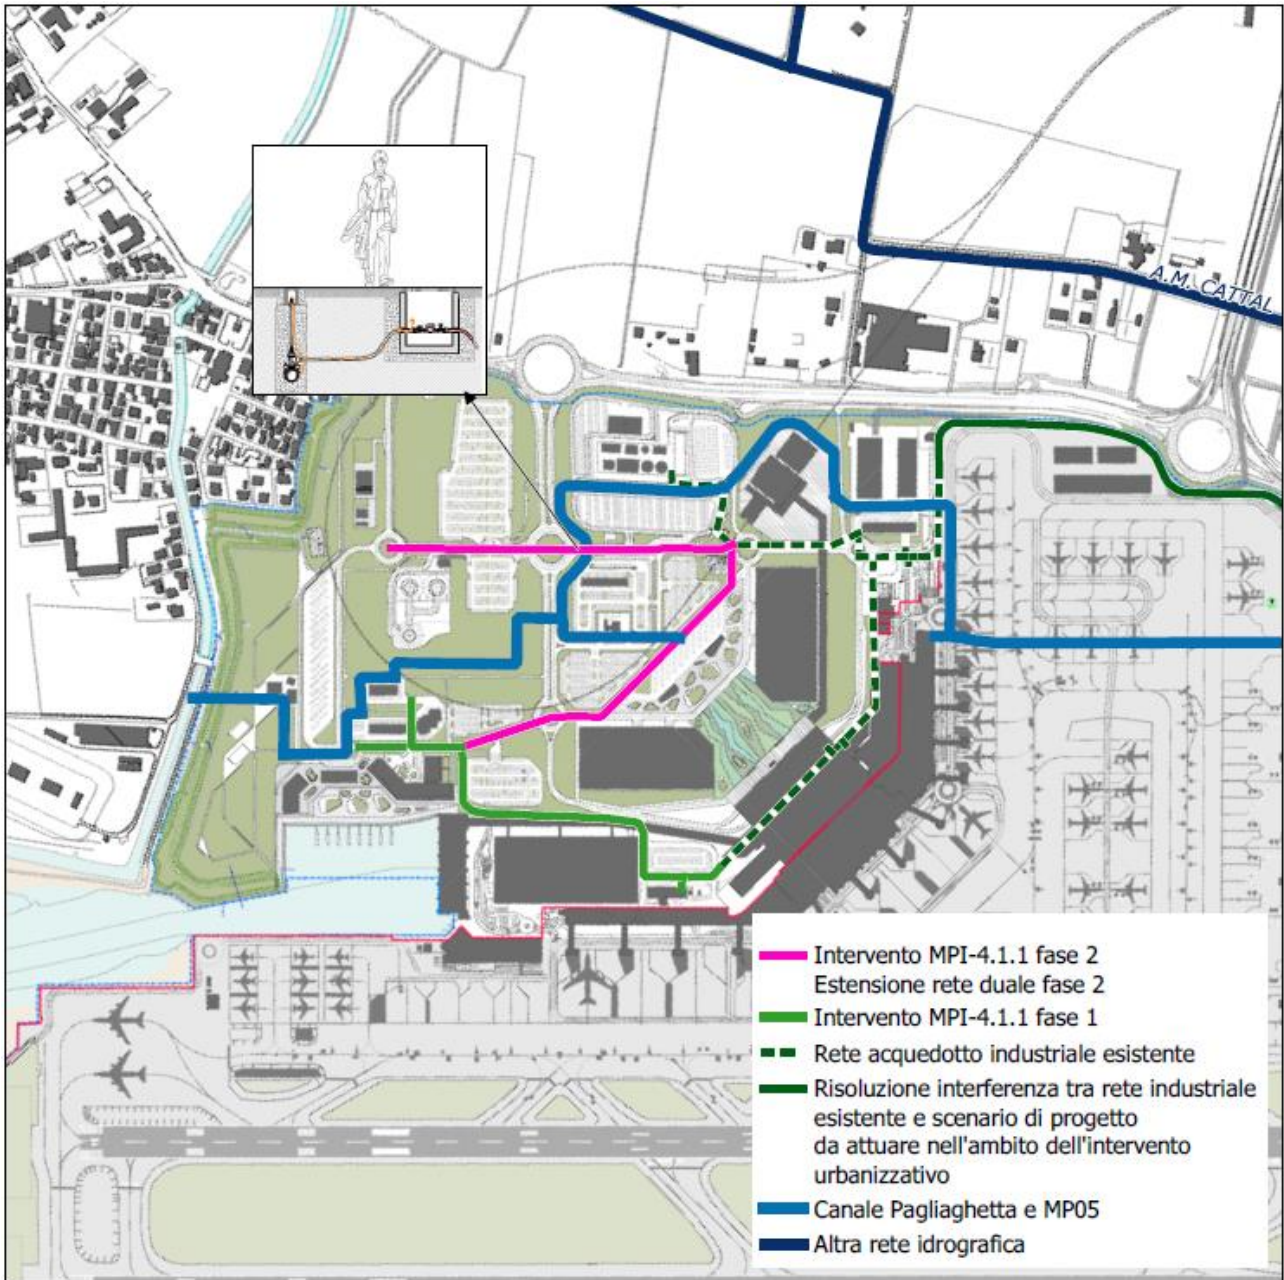 A.M. CATTAL
Intervento MPI-4.1.1 fase 2
Estensione rete duale fase 2
Intervento MPI-4.1.1 fase 1
Rete acquedotto industriale esistente
Risoluzione interferenza tra rete industriale
esistente e scenario di progetto
da attuare nell'ambito dell'intervento
urbanizzativo
Canale Pagliaghetta e MP05
Altra rete idrografica